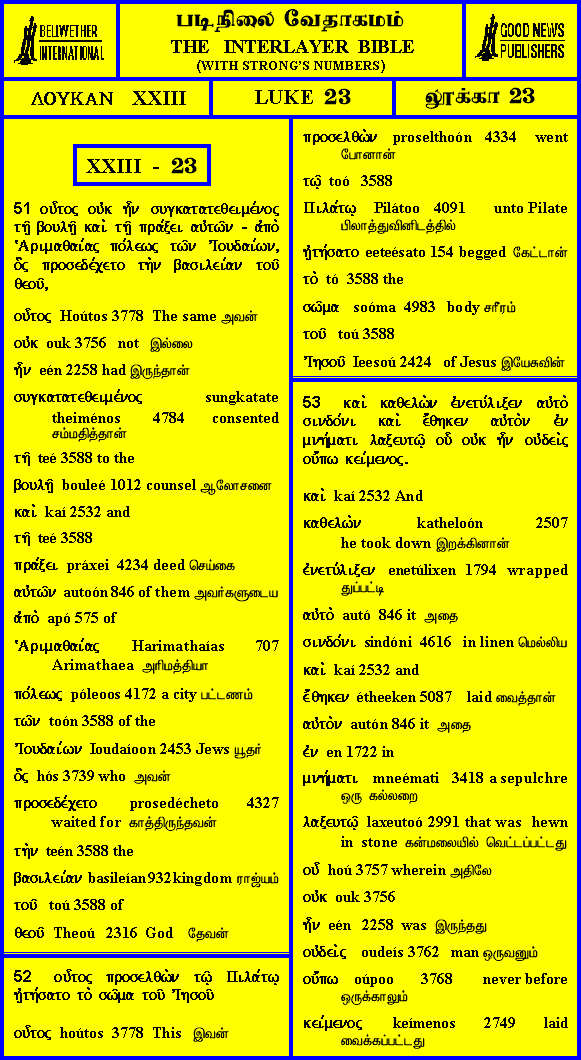 BELLWETHER
INTERNATIONAL
படிநிலை வேதாகமம்
THE INTERLAYER BIBLE
(WITH STRONG'S NUMBERS)
GOOD NEWS
PUBLISHERS
ΛΟΥΚΑΝ XXIII
LUKE 23
லூக்கா 23
XXIII - 23
51 οὗτος οὐκ ἦν συγκατατεθειμένος
τῇ βουλῇ καὶ τῇ πράξει αὐτῶν - ἀπὸ
Ἁριμαθαίας πόλεως τῶν Ἰουδαίων,
ὃς προσεδέχετο τὴν βασιλείαν τοῦ
θεοῦ,
οὗτος Hoútos 3778 The same அவன்
οὐκ ouk 3756 not இல்லை
ἦν eén 2258 had இருந்தான்
συγκατατεθειμένος sungkatate
theiménos 4784 consented
சம்மதித்தான்
τῇ teé 3588 to the
βουλῇ bouleé 1012 counsel ஆலோசனை
καὶ kaí 2532 and
τῇ teé 3588
πράξει práxei 4234 deed செய்கை
αὐτῶν autoón 846 of them அவர்களுடைய
ἀπὸ apó 575 of
Ἁριμαθαίας Harimathaías 707
Arimathaea அரிமத்தியா
πόλεως póleoos 4172 a city பட்டணம்
τῶν toón 3588 of the
Ἰουδαίων Ioudaíoon 2453 Jews யூதர்
ὃς hós 3739 who அவன்
προσεδέχετο prosedécheto 4327
waited for காத்திருந்தவன்
τὴν teén 3588 the
βασιλείαν basileían 932 kingdom ராஜ்யம்
τοῦ toú 3588 of
θεοῦ Theoú 2316 God தேவன்
52 οὗτος προσελθὼν τῷ Πιλάτῳ
ᾐτήσατο τὸ σῶμα τοῦ Ἰησοῦ
οὗτος hoútos 3778 This இவன்
προσελθὼν proselthoón 4334 went
போனான்
τῷ toó 3588
Πιλάτῳ Pilátoo 4091 unto Pilate
பிலாத்துவினிடத்தில்
ᾐτήσατο eeteésato 154 begged கேட்டான்
τὸ tó 3588 the
σῶμα soóma 4983 body சரீரம்
τοῦ toú 3588
Ἰησοῦ Ieesoú 2424 of Jesus இயேசுவின்
53 καὶ καθελὼν ἐνετύλιξεν αὐτὸ
σινδόνι καὶ ἔθηκεν αὐτὸν ἐν
μνήματι λαξευτῷ οὗ οὐκ ἦν οὐδεὶς
οὔπω κείμενος.
καὶ kaí 2532 And
καθελὼν katheloón 2507
he took down இறக்கினான்
ἐνετύλιξεν enetúlixen 1794 wrapped
துப்பட்டி
αὐτὸ autó 846 it அதை
σινδόνι sindóni 4616 in linen மெல்லிய
καὶ kaí 2532 and
ἔθηκεν étheeken 5087 laid வைத்தான்
αὐτὸν autón 846 it அதை
ἐν en 1722 in
μνήματι mneémati 3418 a sepulchre
ஒரு கல்லறை
λαξευτῷ laxeutoó 2991 that was hewn
in stone கன்மலையில் வெட்டப்பட்டது
οὗ hoú 3757 wherein அதிலே
οὐκ ouk 3756
ἦν eén 2258 was இருந்தது
οὐδεὶς oudeís 3762 man ஒருவனும்
οὔπω oúpoo 3768 never before
ஒருக்காலும்
κείμενος keímenos 2749 laid
வைக்கப்பட்டது